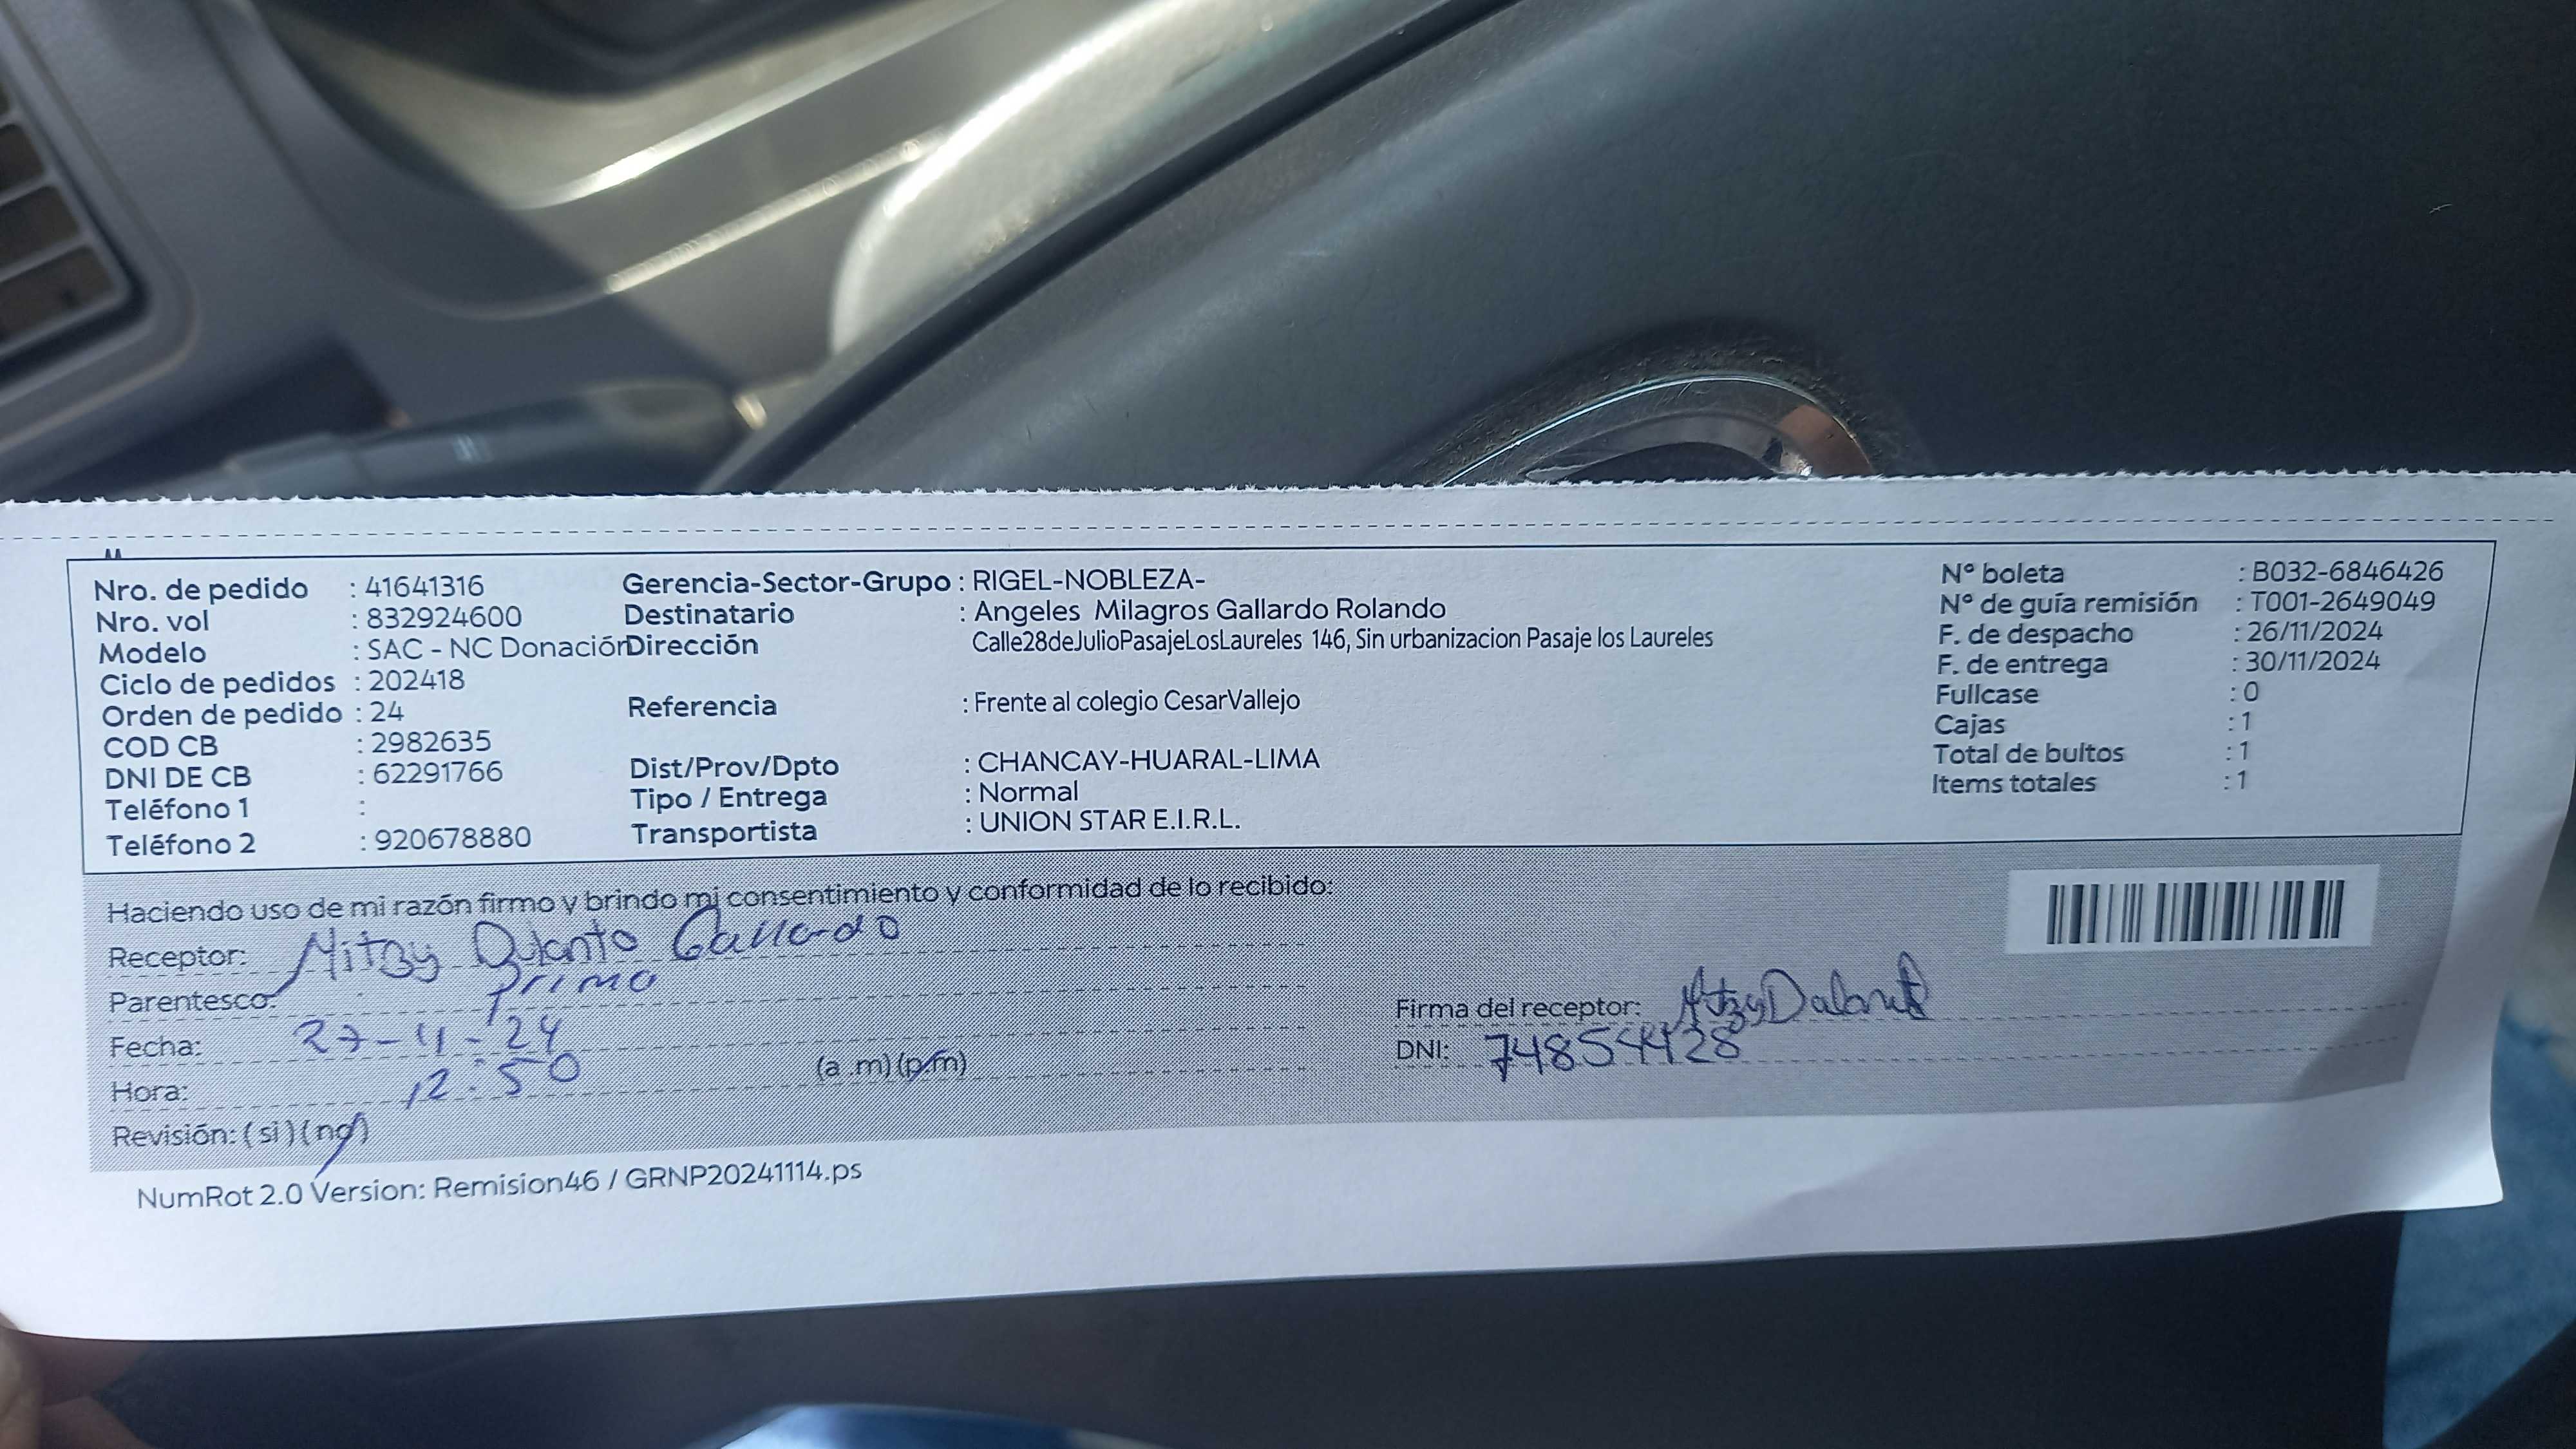 Nro. de pedido : 41641316
Nro. vol : 832924600
Modelo : SAC - NC Donación
Ciclo de pedidos : 202418
Orden de pedido : 24
COD CB : 2982635
DNI DE CB : 62291766
Teléfono 1 :
Teléfono 2 : 920678880
Gerencia-Sector-Grupo : RIGEL-NOBLEZA-
Destinatario : Angeles Milagros Gallardo Rolando
Dirección Calle28deJulioPasajeLosLaureles 146, Sin urbanizacion Pasaje los Laureles
Referencia : Frente al colegio CesarVallejo
Dist/Prov/Dpto : CHANCAY-HUARAL-LIMA
Tipo / Entrega : Normal
Transportista : UNION STAR E.I.R.L.
Nº boleta : B032-6846426
Nº de guía remisión : T001-2649049
F. de despacho : 26/11/2024
F. de entrega : 30/11/2024
Fullcase : 0
Cajas : 1
Total de bultos : 1
Items totales : 1
Haciendo uso de mi razón firmo y brindo mi consentimiento y conformidad de lo recibido:
Receptor: Mitzy Dulanto Gallardo
Parentesco: Prima
Fecha: 27-11-24
Hora: 12:50 (a .m) (p.m)
Revisión: ( si ) ( no )
Firma del receptor: Mitzy
DNI: 74854428
NumRot 2.0 Version: Remision46 / GRNP20241114.ps